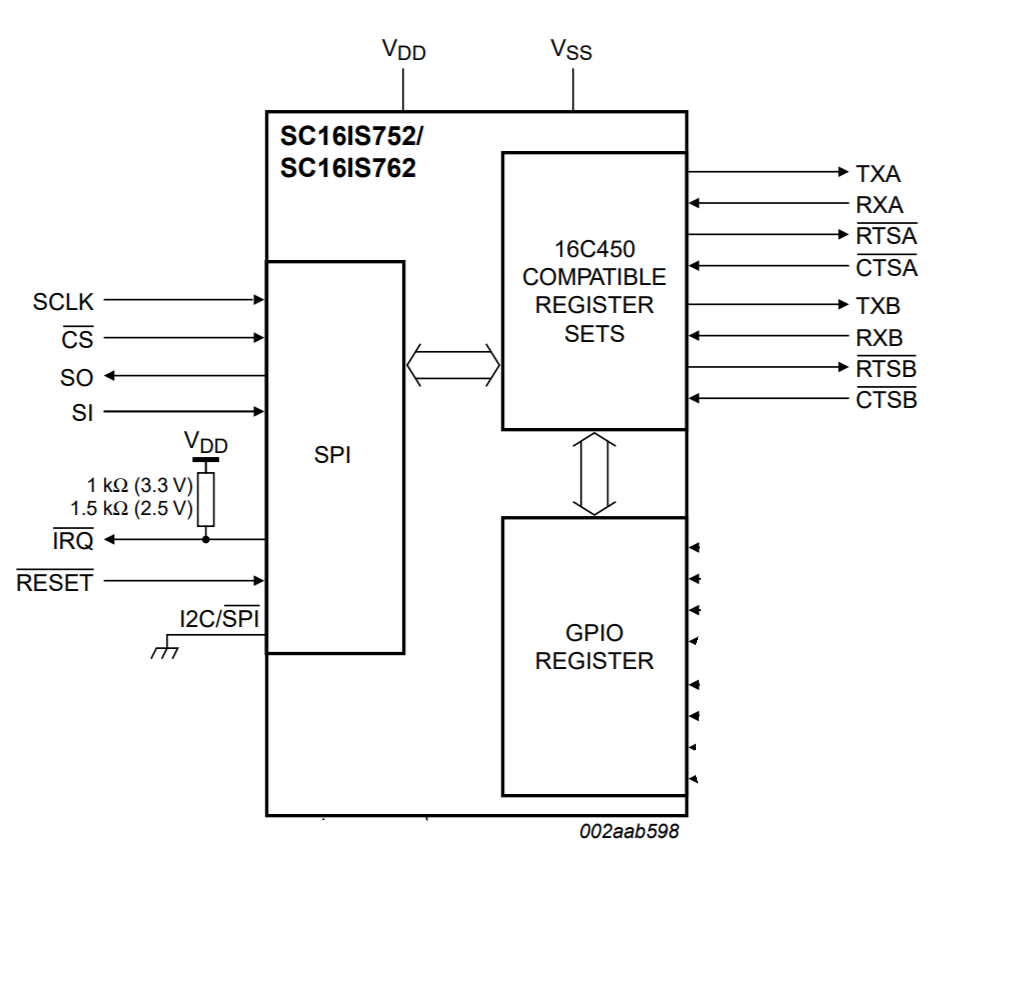 VDD
VSS
SC16IS752/
SC16IS762
16C450
COMPATIBLE
REGISTER
SETS
TXA
RXA
RTSA
CTSA
TXB
RXB
RTSB
CTSB
SCLK
CS
SO
SI
VDD
1 kΩ (3.3 V)
1.5 kΩ (2.5 V)
IRQ
RESET
I2C/SPI
SPI
GPIO
REGISTER
002aab598